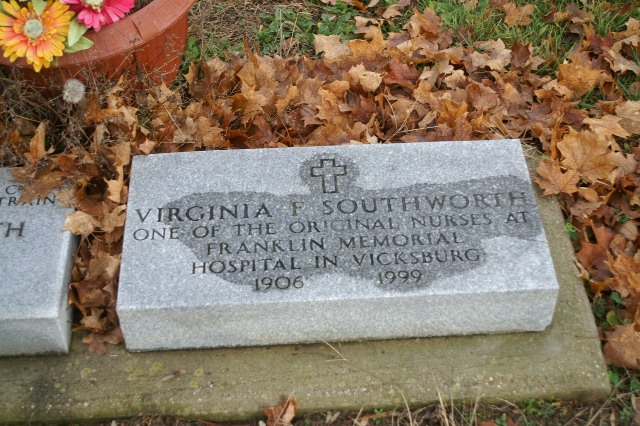 VIRGINIA F SOUTHWORTH
ONE OF THE ORIGINAL NURSES AT
FRANKLIN MEMORIAL
HOSPITAL IN VICKSBURG
1906 1999